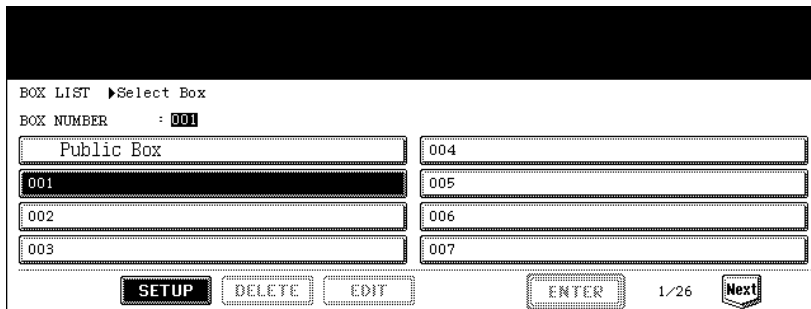 BOX LIST ▶Select Box
BOX NUMBER : 001
Public Box 004
001 005
002 006
003 007
SETUP DELETE EDIT ENTER 1/26 Next